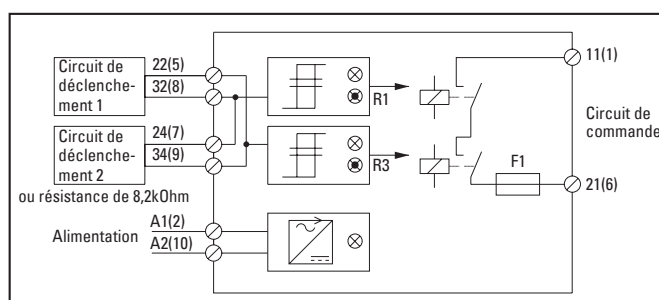 Circuit de
déclenche-
ment 1
22(5)
32(8)
Circuit de
déclenche-
ment 2
24(7)
34(9)
ou résistance de 8,2kOhm
Alimentation
A1(2)
A2(10)
R1
R3
F1
11(1)
Circuit de
commande
21(6)